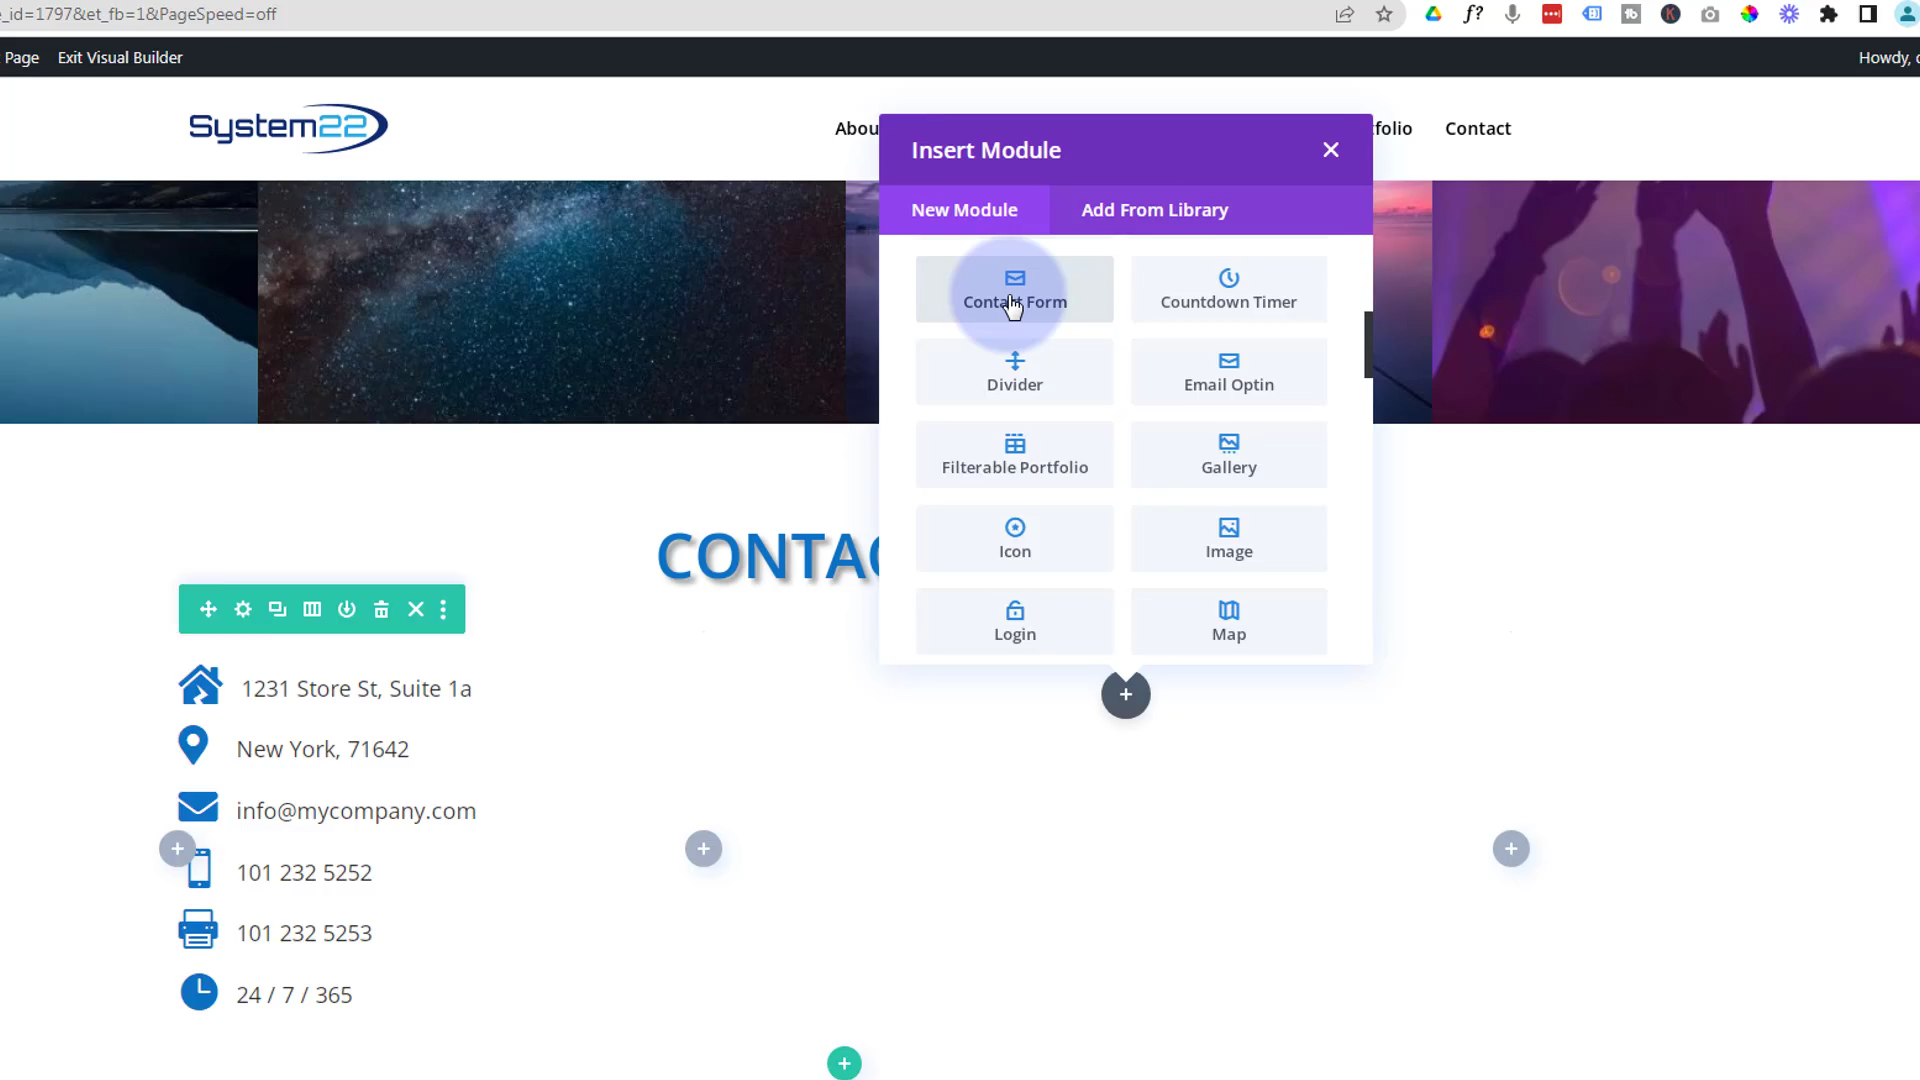 e_id=1797&et_fb=1&PageSpeed=off
Page Exit Visual Builder
Howdy,
System22
Abou
folio Contact
Insert Module
New Module Add From Library
Contact Form Countdown Timer
Divider Email Optin
Filterable Portfolio Gallery
Icon Image
Login Map
CONTAC
1231 Store St, Suite 1a
New York, 71642
info@mycompany.com
101 232 5252
101 232 5253
24 / 7 / 365